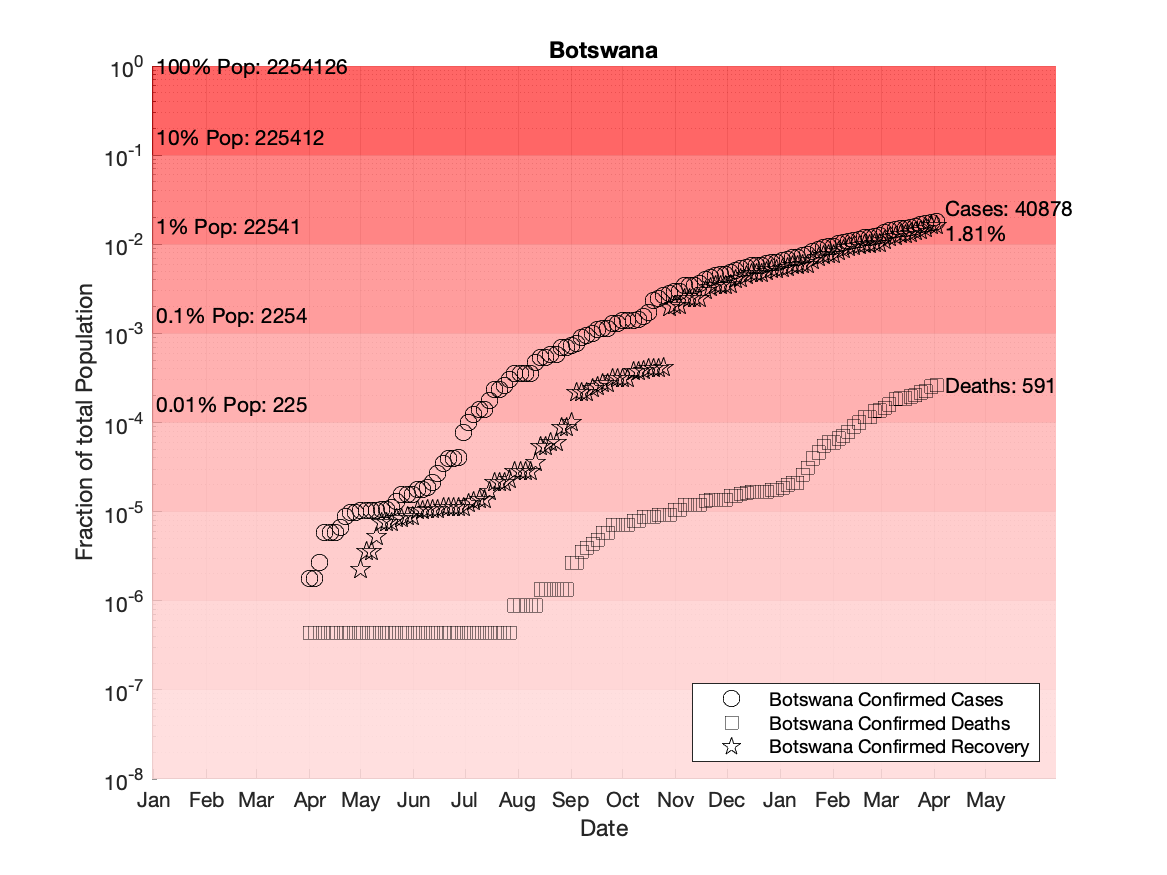 Botswana
10^0
100% Pop: 2254126
10% Pop: 225412
10^-1
1% Pop: 22541
Cases: 40878
1.81%
10^-2
0.1% Pop: 2254
10^-3
Deaths: 591
0.01% Pop: 225
10^-4
10^-5
10^-6
10^-7
10^-8
Fraction of total Population
Botswana Confirmed Cases
Botswana Confirmed Deaths
Botswana Confirmed Recovery
Jan Feb Mar Apr May Jun Jul Aug Sep Oct Nov Dec Jan Feb Mar Apr May
Date